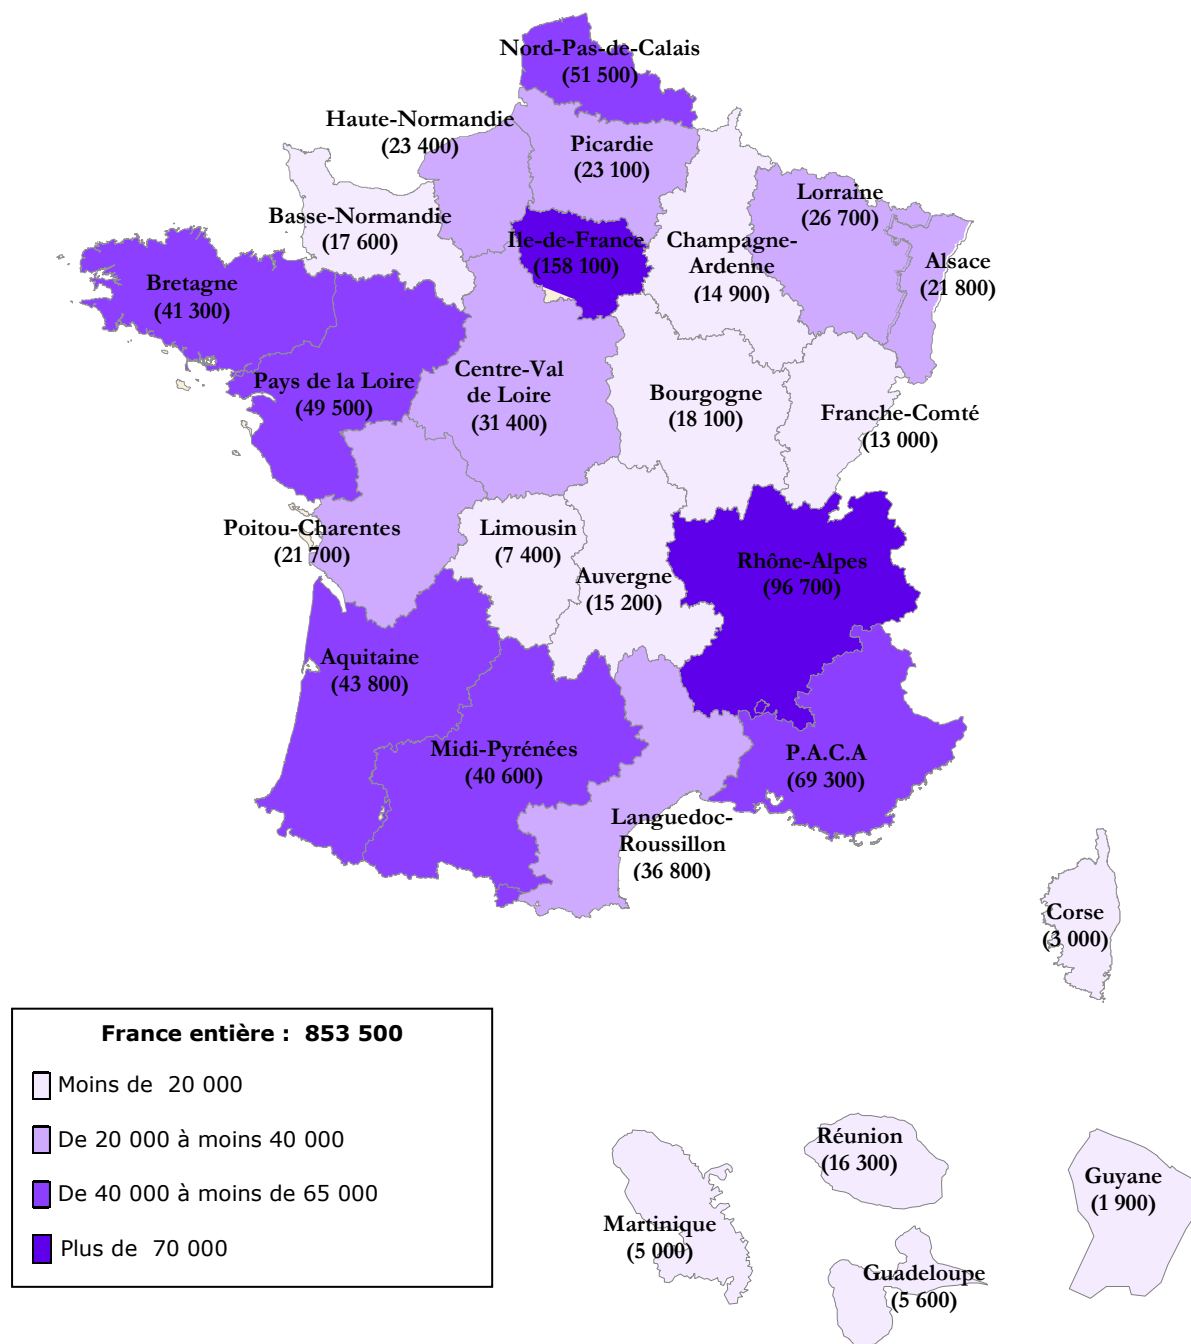 Nord-Pas-de-Calais
(51 500)
Haute-Normandie
(23 400)
Picardie
(23 100)
Lorraine
(26 700)
Basse-Normandie
(17 600)
Ile-de-France
(158 100)
Champagne-
Ardenne
(14 900)
Alsace
(21 800)
Bretagne
(41 300)
Pays de la Loire
(49 500)
Centre-Val
de Loire
(31 400)
Bourgogne
(18 100)
Franche-Comté
(13 000)
Poitou-Charentes
(21 700)
Limousin
(7 400)
Auvergne
(15 200)
Rhône-Alpes
(96 700)
Aquitaine
(43 800)
Midi-Pyrénées
(40 600)
P.A.C.A
(69 300)
Languedoc-
Roussillon
(36 800)
Corse
(3 000)
France entière : 853 500
Moins de 20 000
De 20 000 à moins 40 000
De 40 000 à moins de 65 000
Plus de 70 000
Réunion
(16 300)
Guyane
(1 900)
Martinique
(5 000)
Guadeloupe
(5 600)